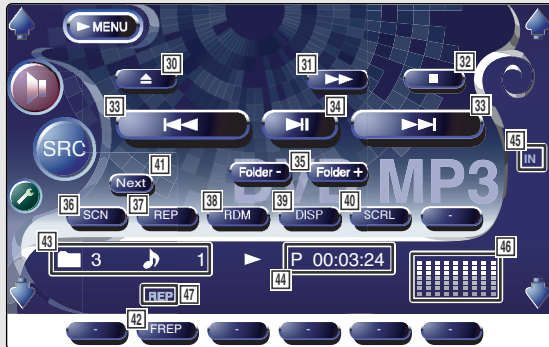 MENU
30
31
32
33
34
33
SRC
45
IN
41
Next
Folder -
35
Folder +
MP3
36
37
38
39
40
SCN
REP
RDM
DISP
SCRL
-
43
3
1
P 00:03:24
44
46
REP
47
42
-
FREP
-
-
-
-